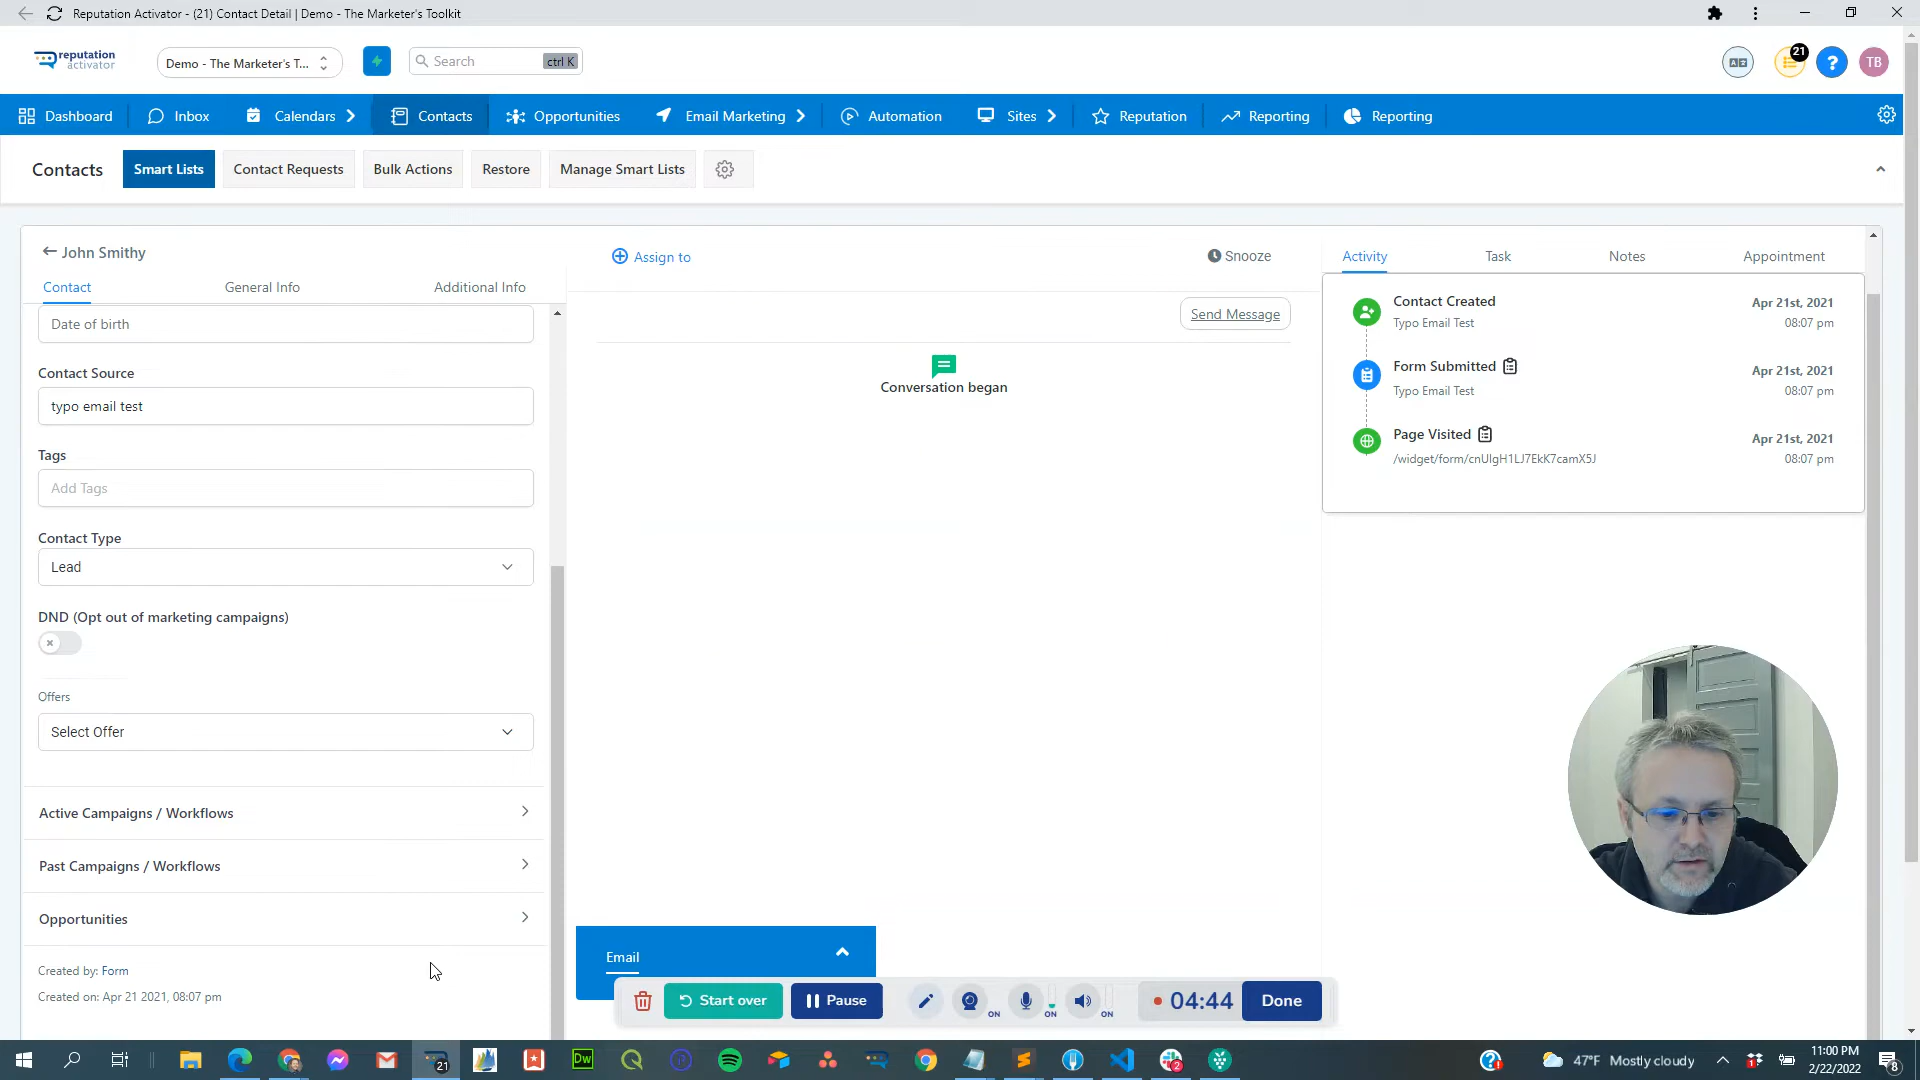 Reputation Activator - (21) Contact Detail | Demo - The Marketer's Toolkit
reputation
activator
Demo - The Marketer's T...
Search
ctrl K
21
?
TB
Dashboard
Inbox
Calendars
Contacts
Opportunities
Email Marketing
Automation
Sites
Reputation
Reporting
Reporting
Contacts
Smart Lists
Contact Requests
Bulk Actions
Restore
Manage Smart Lists
John Smithy
Contact
General Info
Additional Info
Date of birth
Contact Source
typo email test
Tags
Add Tags
Contact Type
Lead
DND (Opt out of marketing campaigns)
Offers
Select Offer
Active Campaigns / Workflows
Past Campaigns / Workflows
Opportunities
Created by: Form
Created on: Apr 21 2021, 08:07 pm
Assign to
Snooze
Send Message
Conversation began
Email
Activity
Task
Notes
Appointment
Contact Created
Apr 21st, 2021
Typo Email Test
08:07 pm
Form Submitted
Apr 21st, 2021
Typo Email Test
08:07 pm
Page Visited
Apr 21st, 2021
08:07 pm
Start over
Pause
ON
ON
ON
04:44
Done
21
Dw
2
47°F Mostly cloudy
11:00 PM
2/22/2022
8